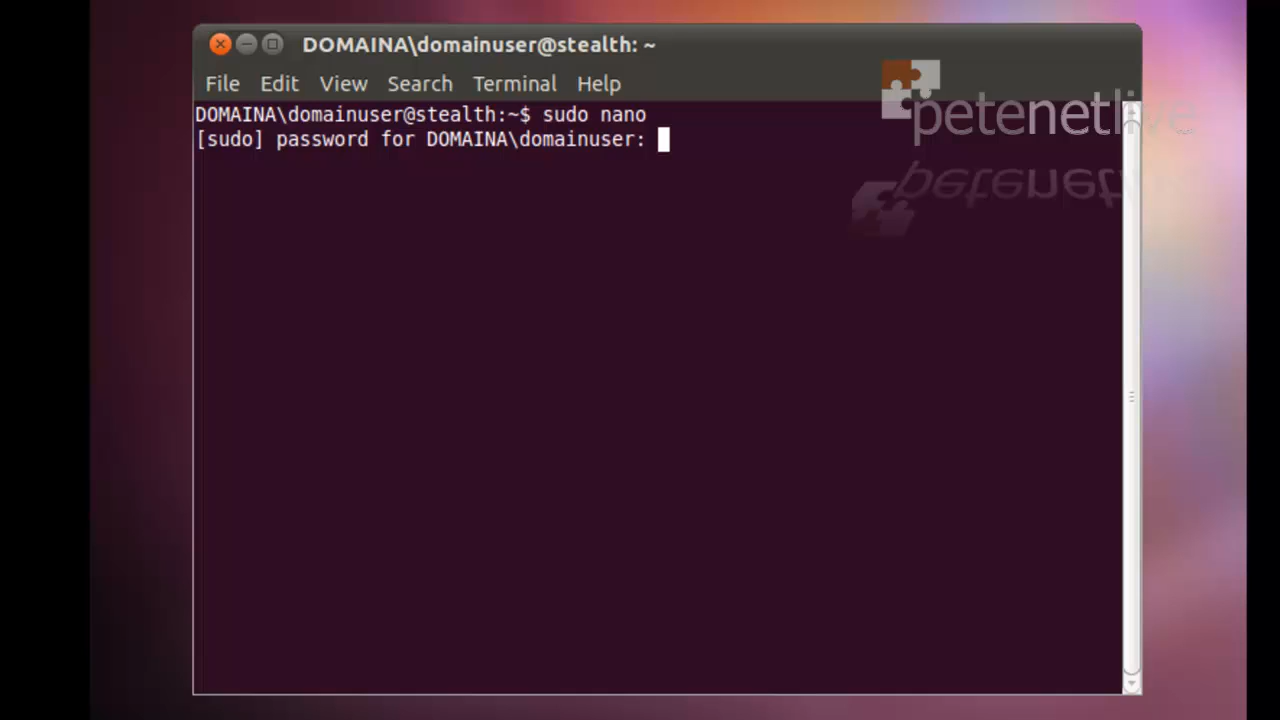 DOMAINA\domainuser@stealth: ~
File Edit View Search Terminal Help
DOMAINA\domainuser@stealth:~$ sudo nano
[sudo] password for DOMAINA\domainuser:
petenetlive
petenet